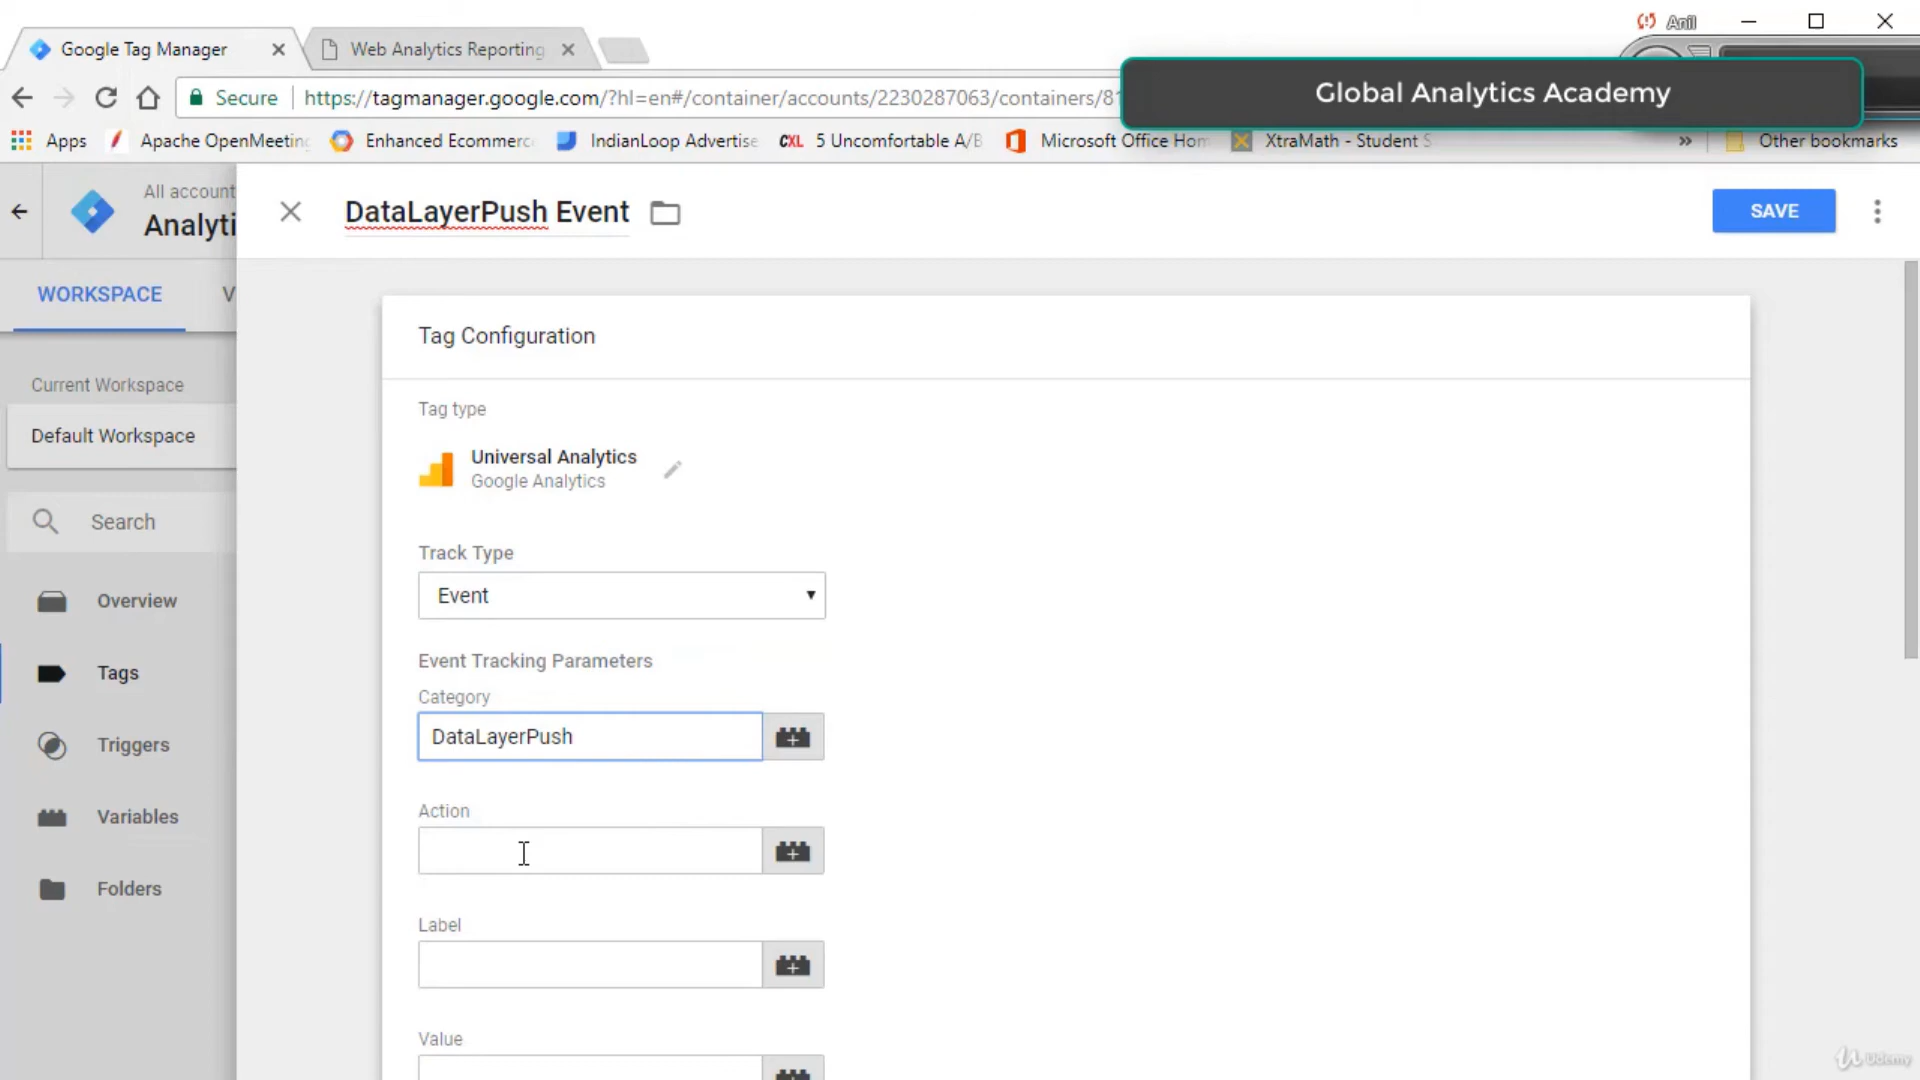 Anil
Google Tag Manager
Web Analytics Reporting
Global Analytics Academy
Secure
https://tagmanager.google.com/?hl=en#/container/accounts/2230287063/containers/81
Apps
Apache OpenMeeting
Enhanced Ecommerc
IndianLoop Advertise
CXL 5 Uncomfortable A/B
Microsoft Office Hom
XtraMath - Student S
»
Other bookmarks
All account
Analyti
DataLayerPush Event
SAVE
WORKSPACE
V
Tag Configuration
Current Workspace
Default Workspace
Tag type
Universal Analytics
Google Analytics
Search
Track Type
Event
Overview
Event Tracking Parameters
Tags
Category
DataLayerPush
Triggers
Action
Variables
Folders
Label
Value
Udemy